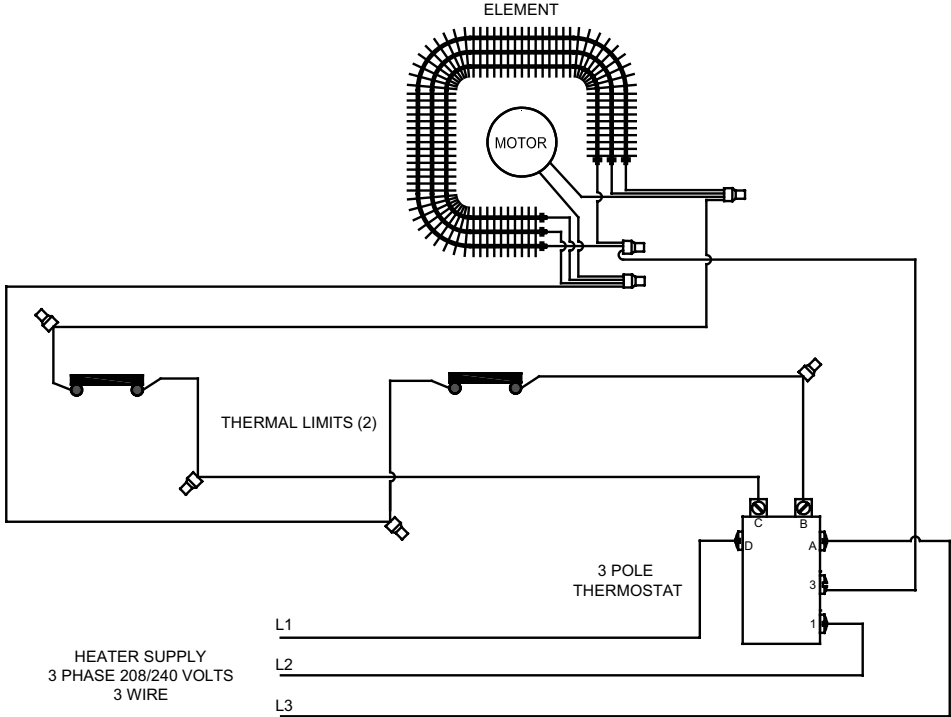 ELEMENT
MOTOR
THERMAL LIMITS (2)
C
B
D
A
3 POLE
THERMOSTAT
3
1
L1
HEATER SUPPLY
3 PHASE 208/240 VOLTS
3 WIRE
L2
L3